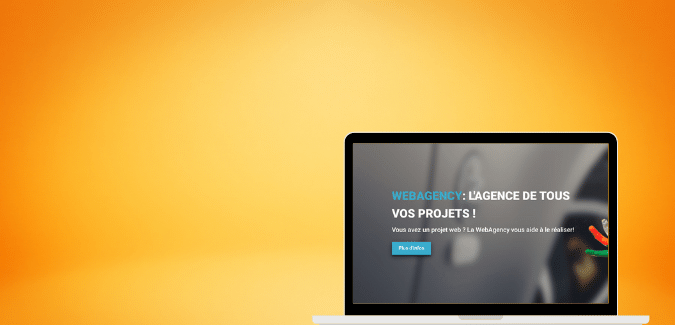 WEBAGENCY: L'AGENCE DE TOUS
VOS PROJETS !
Vous avez un projet web ? La WebAgency vous aide à le réaliser!
Plus d'infos